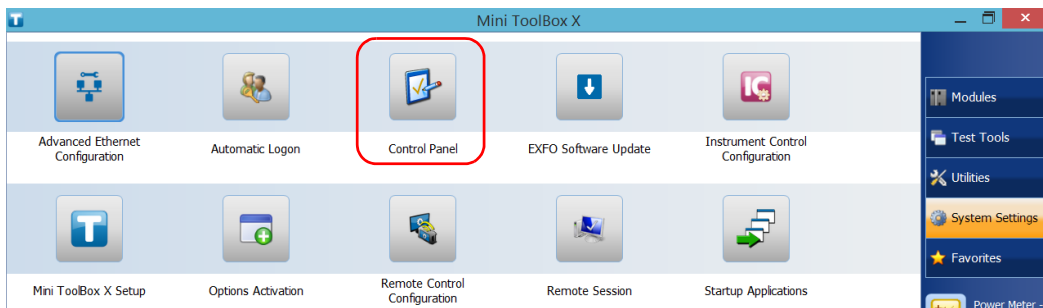 Mini ToolBox X
Advanced Ethernet
Configuration
Automatic Logon
Control Panel
EXFO Software Update
IC
Instrument Control
Configuration
Mini ToolBox X Setup
Options Activation
Remote Control
Configuration
Remote Session
Startup Applications
Modules
Test Tools
Utilities
System Settings
Favorites
Power Meter -